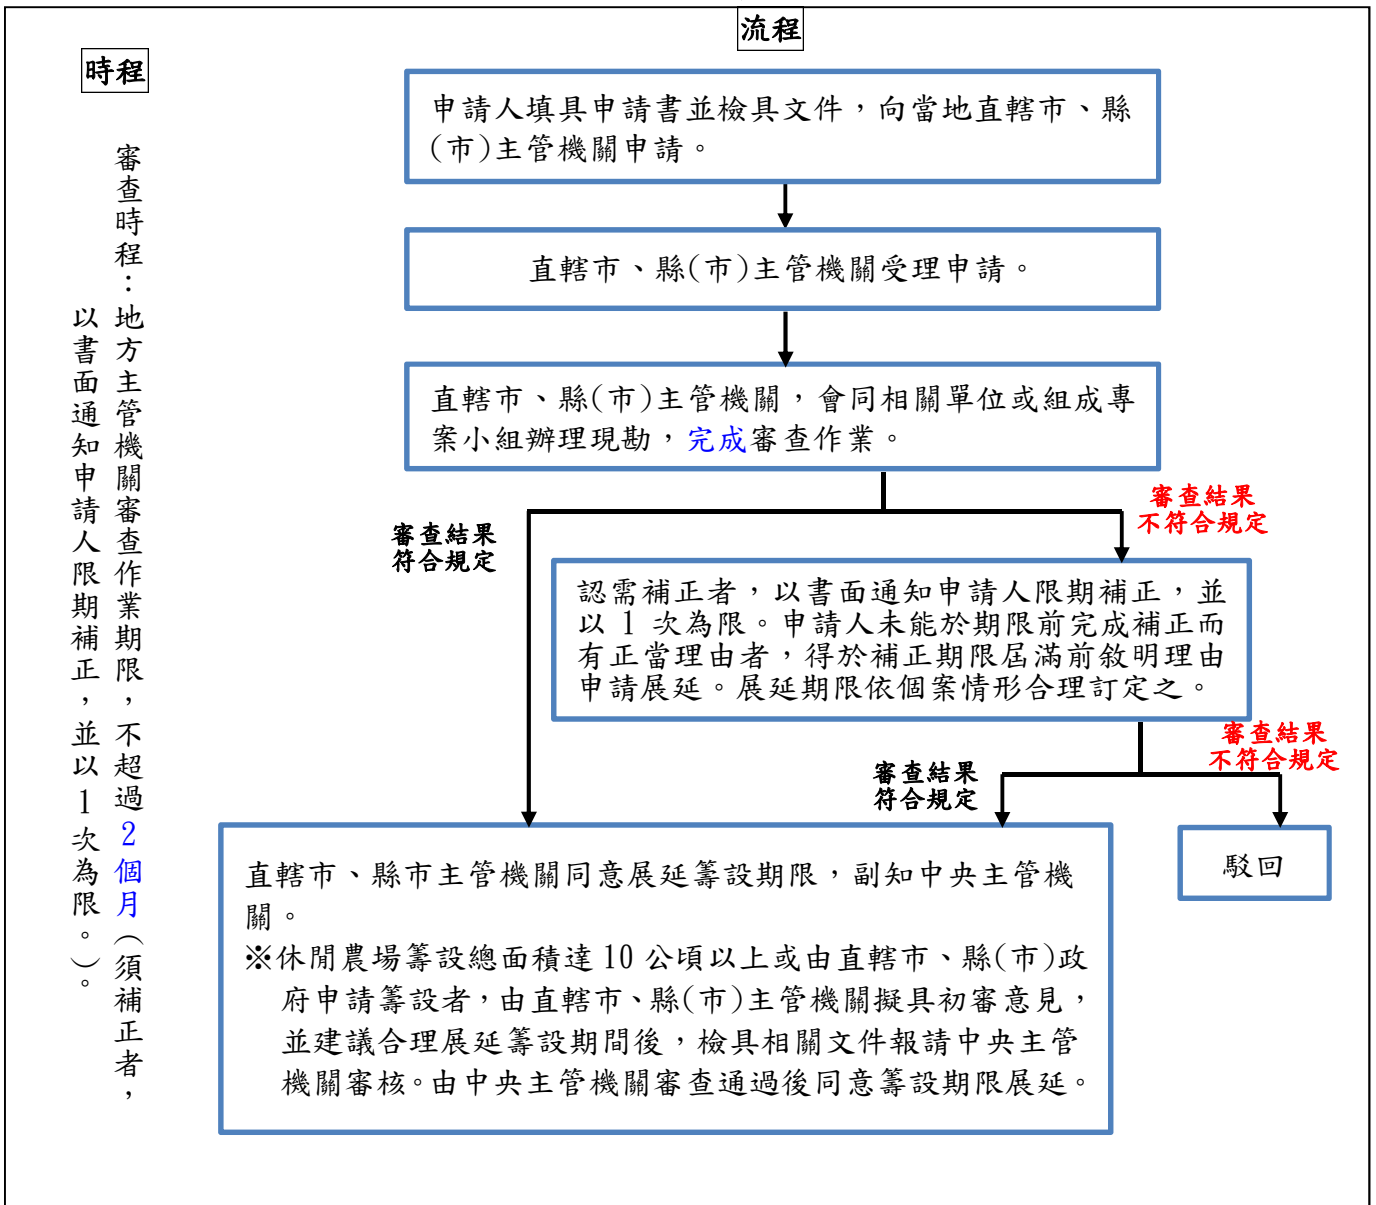 流程
時程
審查時程：地方主管機關審查作業期限，不超過2個月（須補正者，
以書面通知申請人限期補正，並以1次為限。）。
申請人填具申請書並檢具文件，向當地直轄市、縣
(市)主管機關申請。
直轄市、縣(市)主管機關受理申請。
直轄市、縣(市)主管機關，會同相關單位或組成專
案小組辦理現勘，完成審查作業。
審查結果
符合規定
審查結果
不符合規定
認需補正者，以書面通知申請人限期補正，並
以 1 次為限。申請人未能於期限前完成補正而
有正當理由者，得於補正期限屆滿前敘明理由
申請展延。展延期限依個案情形合理訂定之。
審查結果
符合規定
審查結果
不符合規定
直轄市、縣市主管機關同意展延籌設期限，副知中央主管機
關。
※休閒農場籌設總面積達 10 公頃以上或由直轄市、縣(市)政
府申請籌設者，由直轄市、縣(市)主管機關擬具初審意見，
並建議合理展延籌設期間後，檢具相關文件報請中央主管
機關審核。由中央主管機關審查通過後同意籌設期限展延。
駁回